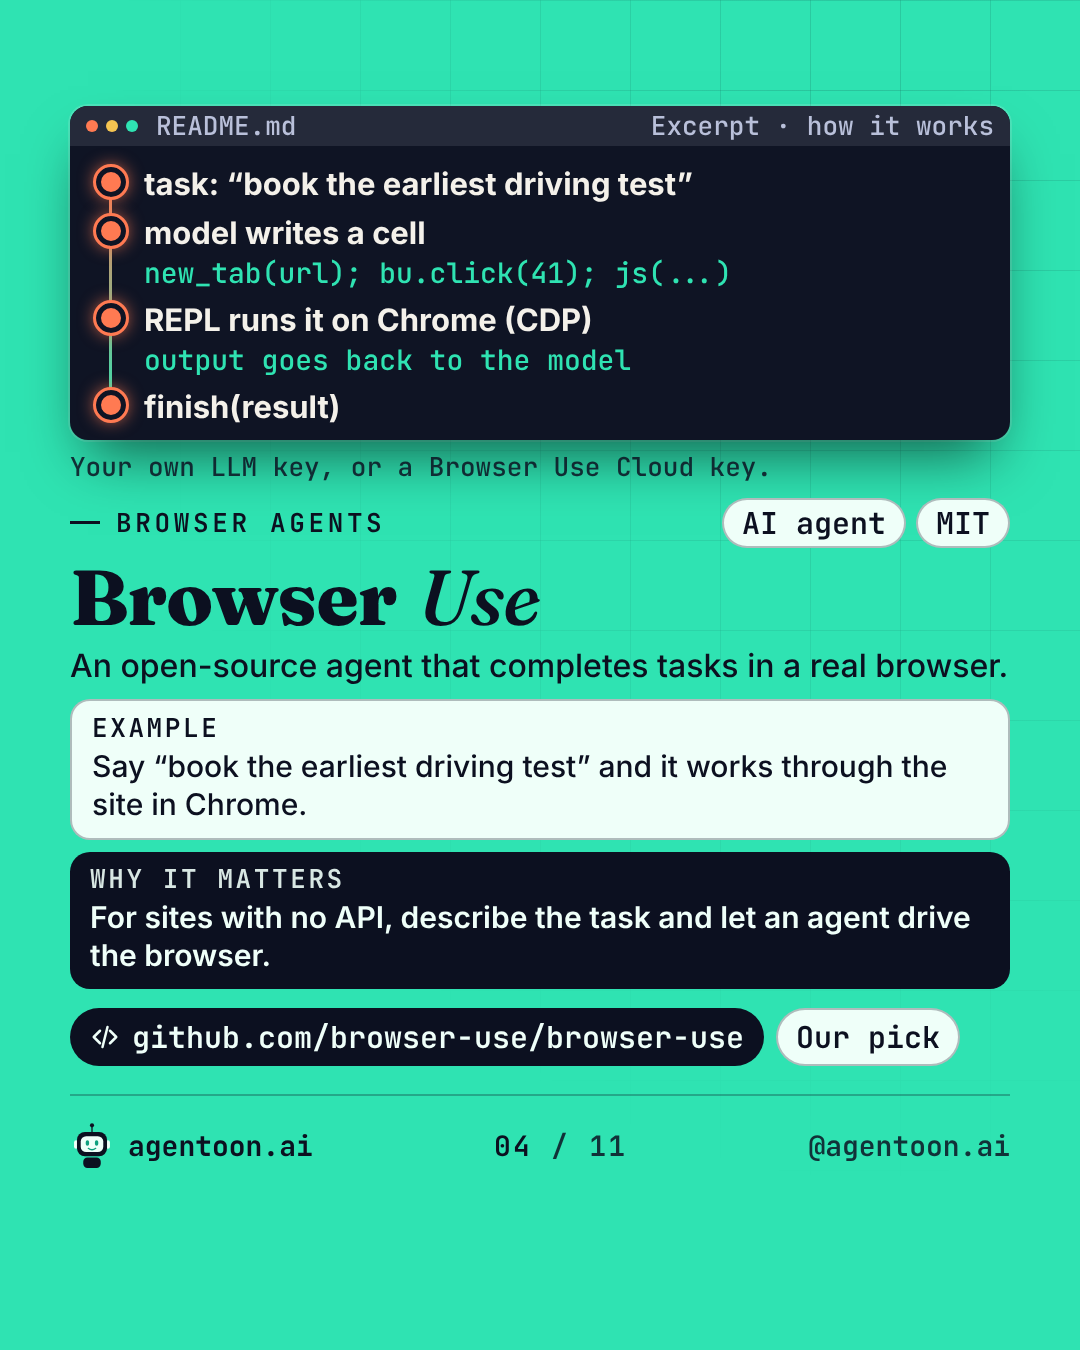 README.md
Excerpt · how it works
task: “book the earliest driving test”
model writes a cell
new_tab(url); bu.click(41); js(...)
REPL runs it on Chrome (CDP)
output goes back to the model
finish(result)
Your own LLM key, or a Browser Use Cloud key.
— BROWSER AGENTS
AI agent
MIT
Browser Use
An open-source agent that completes tasks in a real browser.
EXAMPLE
Say “book the earliest driving test” and it works through the
site in Chrome.
WHY IT MATTERS
For sites with no API, describe the task and let an agent drive
the browser.
</> github.com/browser-use/browser-use
Our pick
agentoon.ai
04 / 11
@agentoon.ai